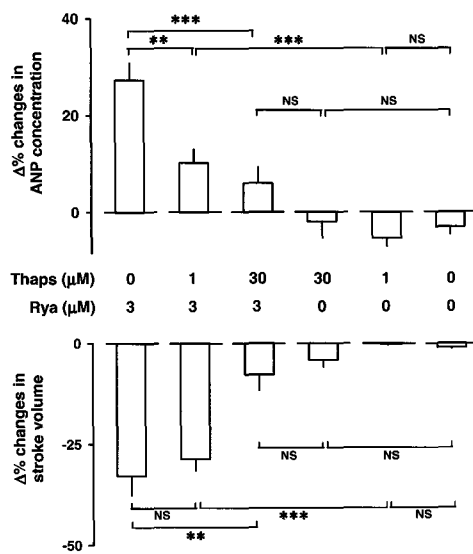 ***
40
NS
**
***
Δ% changes in
ANP concentration
20
NS
NS
0
Thaps (μM) 0 1 30 30 1 0
Rya (μM) 3 3 3 0 0 0
0
Δ% changes in
stroke volume
-25
NS
NS
NS
***
NS
**
-50